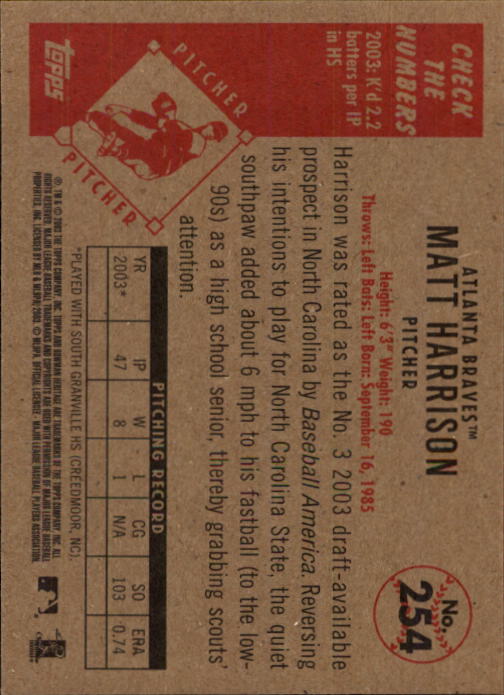 CHECK
THE
NUMBERS
2003: K'd 2.2
batters per IP
in HS
ATLANTA BRAVES™
MATT HARRISON
PITCHER
No.
254
Height: 6'3" Weight: 190
Throws: Left Bats: Left Born: September 16, 1985
Harrison was rated as the No. 3 2003 draft-available
prospect in North Carolina by Baseball America. Reversing
his intentions to play for North Carolina State, the quiet
southpaw added about 6 mph to his fastball (to the low-
90s) as a high school senior, thereby grabbing scouts'
attention.
PITCHER
PITCHER
Topps
PITCHING RECORD
YR IP W L CG SO ERA
2003* 47 8 1 N/A 103 0.74
*PLAYED WITH SOUTH GRANVILLE HS (CREEDMOOR, NC).